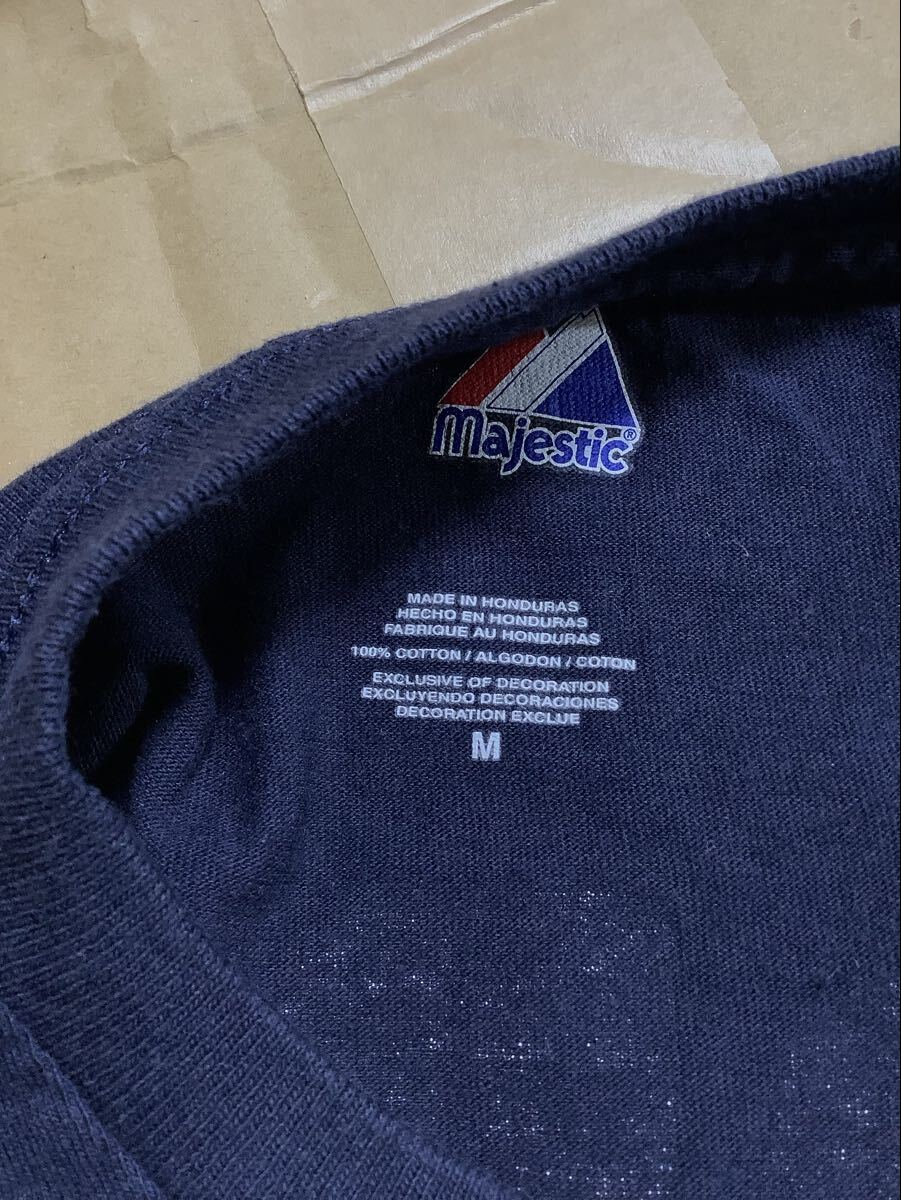 Majestic®
MADE IN HONDURAS
HECHO EN HONDURAS
FABRIQUE AU HONDURAS
100% COTTON / ALGODON / COTON
EXCLUSIVE OF DECORATION
EXCLUYENDO DECORACIONES
DECORATION EXCLUE
M